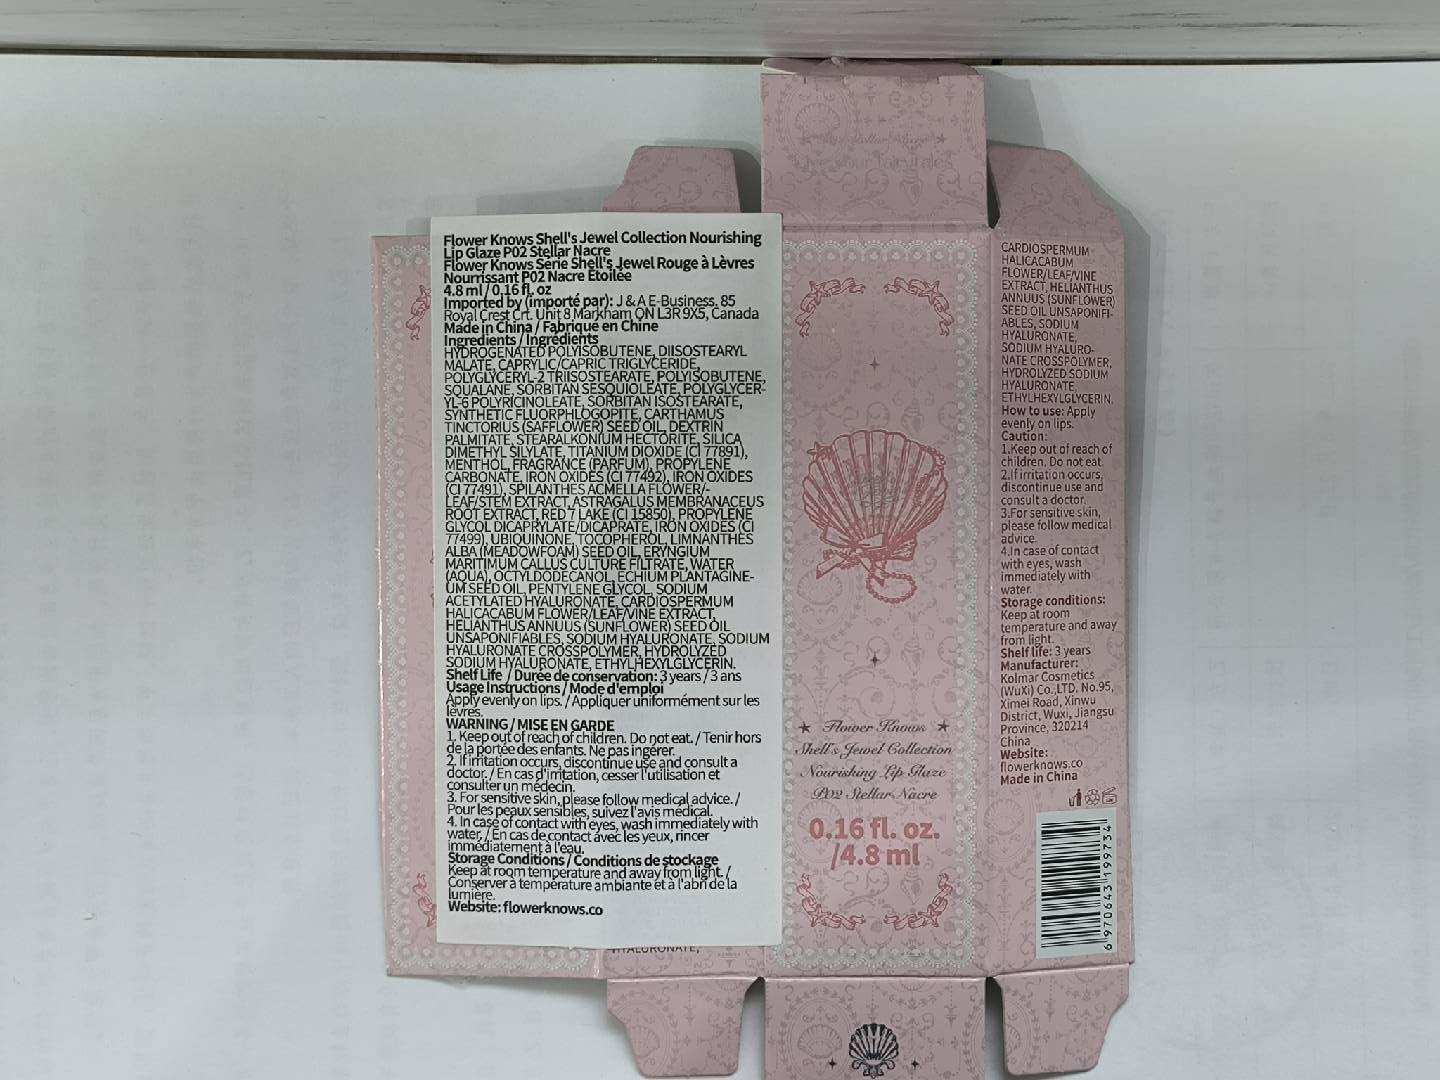 Flower Knows Shell's Jewel Collection Nourishing
Lip Glaze P02 Stellar Nacre
Flower Knows Série Shell's Jewel Rouge à Lèvres
Nourrissant P02 Nacre Étoilée
4.8 ml / 0.16 fl. oz
Imported by (importé par): J & A E-Business. 85
Royal Crest Crt. Unit 8 Markham ON L3R 9X5, Canada
Made in China / Fabriqué en Chine
Ingredients / Ingrédients
HYDROGENATED POLYISOBUTENE, DIISOSTEARYL
MALATE, CAPRYLIC/CAPRIC TRIGLYCERIDE,
POLYGLYCERYL-2 TRIISOSTEARATE, POLYISOBUTENE,
SQUALANE, SORBITAN SESQUIOLEATE, POLYGLYCER-
YL-6 POLYRICINOLEATE, SORBITAN ISOSTEARATE,
SYNTHETIC FLUORPHLOGOPITE, CARTHAMUS
TINCTORIUS (SAFFLOWER) SEED OIL, DEXTRIN
PALMITATE, STEARALKONIUM HECTORITE, SILICA
DIMETHYL SILYLATE, TITANIUM DIOXIDE (CI 77891),
MENTHOL, FRAGRANCE (PARFUM), PROPYLENE
CARBONATE, IRON OXIDES (CI 77492), IRON OXIDES
(CI 77491), SPILANTHES ACMELLA FLOWER/-
LEAF/STEM EXTRACT, ASTRAGALUS MEMBRANACEUS
ROOT EXTRACT, RED 7 LAKE (CI 15850), PROPYLENE
GLYCOL DICAPRYLATE/DICAPRATE, IRON OXIDES (CI
77499), UBIQUINONE, TOCOPHEROL, LIMNANTHES
ALBA (MEADOWFOAM) SEED OIL, ERYNGIUM
MARITIMUM CALLUS CULTURE FILTRATE, WATER
(AQUA), OCTYLDODECANOL, ECHIUM PLANTAGINE-
UM SEED OIL, PENTYLENE GLYCOL, SODIUM
ACETYLATED HYALURONATE, CARDIOSPERMUM
HALICACABUM FLOWER/LEAF/VINE EXTRACT,
HELIANTHUS ANNUUS (SUNFLOWER) SEED OIL
UNSAPONIFIABLES, SODIUM HYALURONATE, SODIUM
HYALURONATE CROSSPOLYMER, HYDROLYZED
SODIUM HYALURONATE, ETHYLHEXYLGLYCERIN.
Shelf Life / Durée de conservation: 3 years / 3 ans
Usage Instructions / Mode d'emploi
Apply evenly on lips. / Appliquer uniformément sur les
lèvres.
WARNING / MISE EN GARDE
1. Keep out of reach of children. Do not eat. / Tenir hors
de la portée des enfants. Ne pas ingérer.
2. If irritation occurs, discontinue use and consult a
doctor. / En cas d'irritation, cesser l'utilisation et
consulter un médecin.
3. For sensitive skin, please follow medical advice. /
Pour les peaux sensibles, suivez l'avis médical.
4. In case of contact with eyes, wash immediately with
water. / En cas de contact avec les yeux, rincer
immédiatement à l'eau.
Storage Conditions / Conditions de stockage
Keep at room temperature and away from light. /
Conserver à température ambiante et à l'abri de la
lumière.
Website: flowerknows.co
HYALURONATE,
Live your fairytales
Flower Knows
Shell's Jewel Collection
Nourishing Lip Glaze
P02 Stellar Nacre
0.16 fl. oz.
/4.8 ml
CARDIOSPERMUM
HALICACABUM
FLOWER/LEAF/VINE
EXTRACT, HELIANTHUS
ANNUUS (SUNFLOWER)
SEED OIL UNSAPONIFI-
ABLES, SODIUM
HYALURONATE,
SODIUM HYALURO-
NATE CROSSPOLYMER,
HYDROLYZED SODIUM
HYALURONATE,
ETHYLHEXYLGLYCERIN.
How to use: Apply
evenly on lips.
Caution:
1.Keep out of reach of
children. Do not eat.
2.If irritation occurs,
discontinue use and
consult a doctor.
3.For sensitive skin,
please follow medical
advice.
4.In case of contact
with eyes, wash
immediately with
water.
Storage conditions:
Keep at room
temperature and away
from light.
Shelf life: 3 years
Manufacturer:
Kolmar Cosmetics
(WuXi) Co.,LTD. No.95,
Ximei Road, Xinwu
District, Wuxi, Jiangsu
Province, 320214
China
Website:
flowerknows.co
Made in China
6 970643 199734